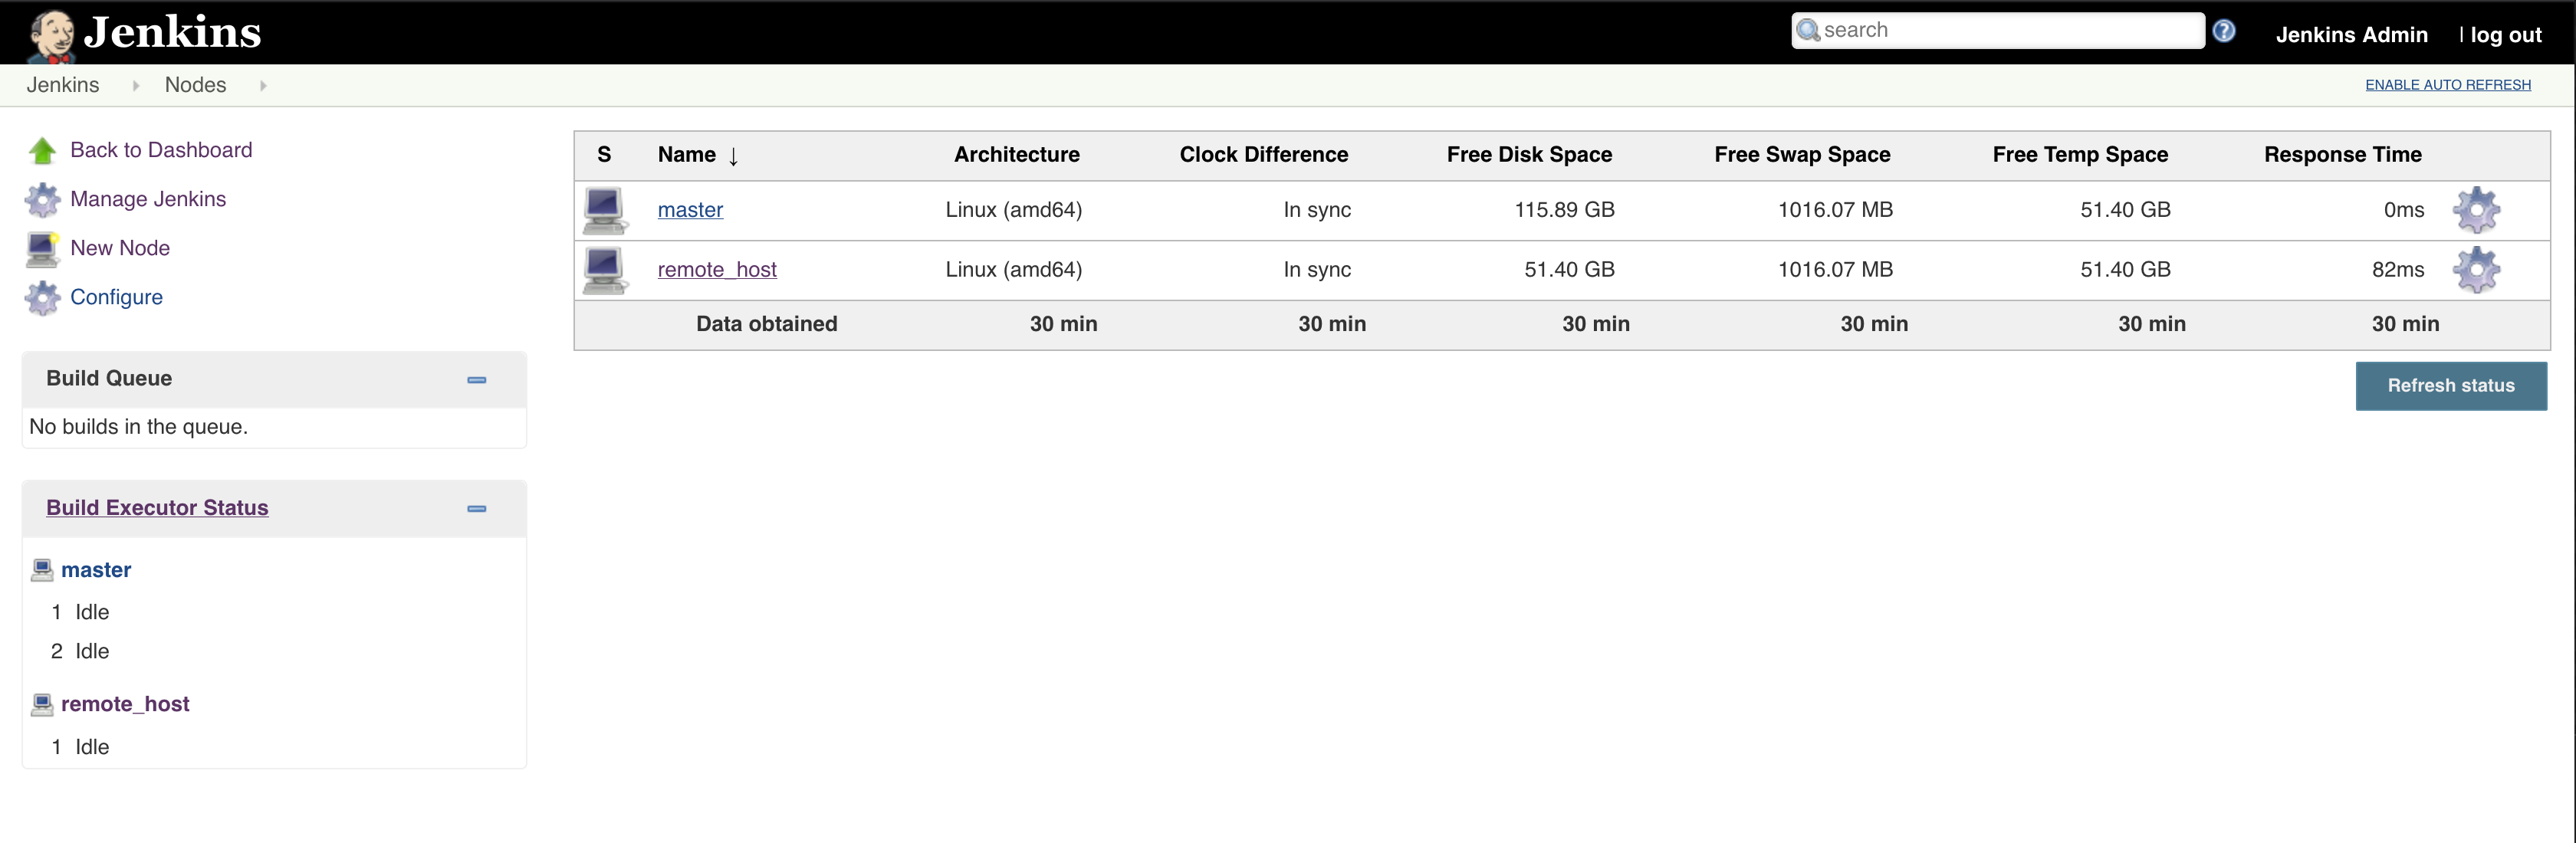 Jenkins
search
Jenkins Admin | log out
Jenkins Nodes
ENABLE AUTO REFRESH
Back to Dashboard
Manage Jenkins
New Node
Configure
Build Queue
No builds in the queue.
Build Executor Status
master
1 Idle
2 Idle
remote_host
1 Idle
S Name ↓ Architecture Clock Difference Free Disk Space Free Swap Space Free Temp Space Response Time
master Linux (amd64) In sync 115.89 GB 1016.07 MB 51.40 GB 0ms
remote_host Linux (amd64) In sync 51.40 GB 1016.07 MB 51.40 GB 82ms
Data obtained 30 min 30 min 30 min 30 min 30 min 30 min
Refresh status